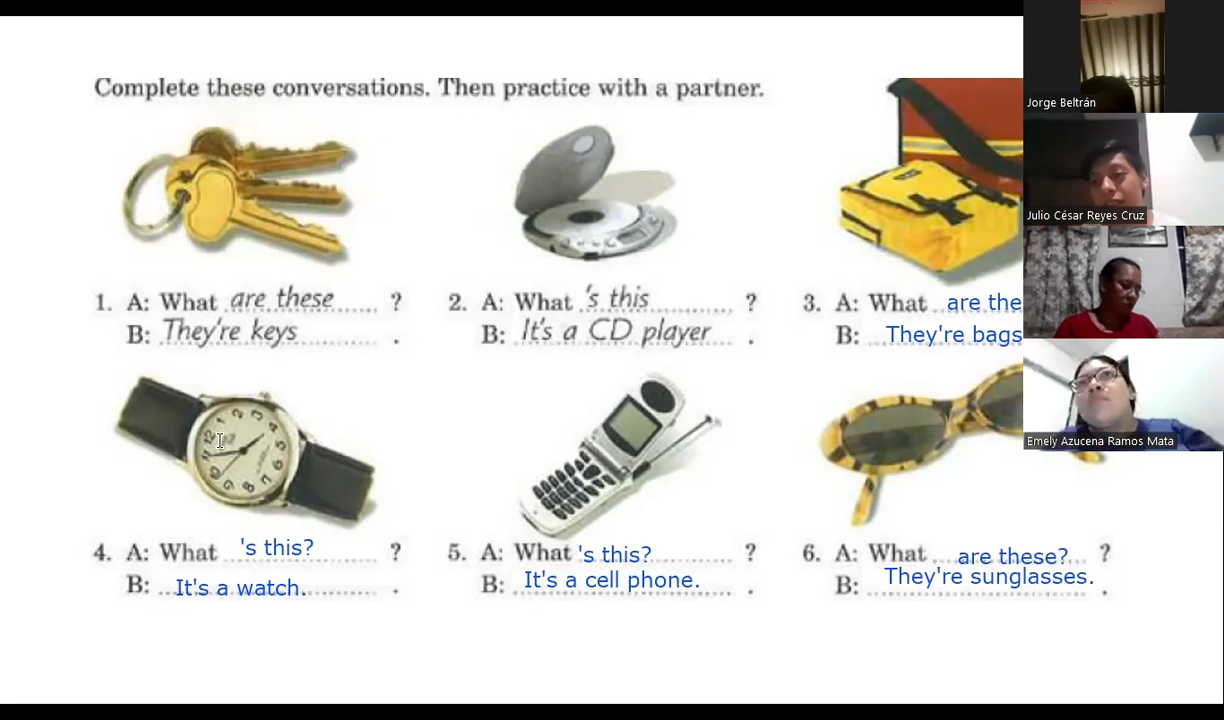 Complete these conversations. Then practice with a partner.
1. A: What are these ?
B: They're keys .
2. A: What 's this ?
B: It's a CD player .
3. A: What are the
B: They're bags
4. A: What 's this? ?
B: It's a watch. .
5. A: What 's this? ?
B: It's a cell phone. .
6. A: What are these? ?
B: They're sunglasses. .
Jorge Beltrán
Julio César Reyes Cruz
Emely Azucena Ramos Mata